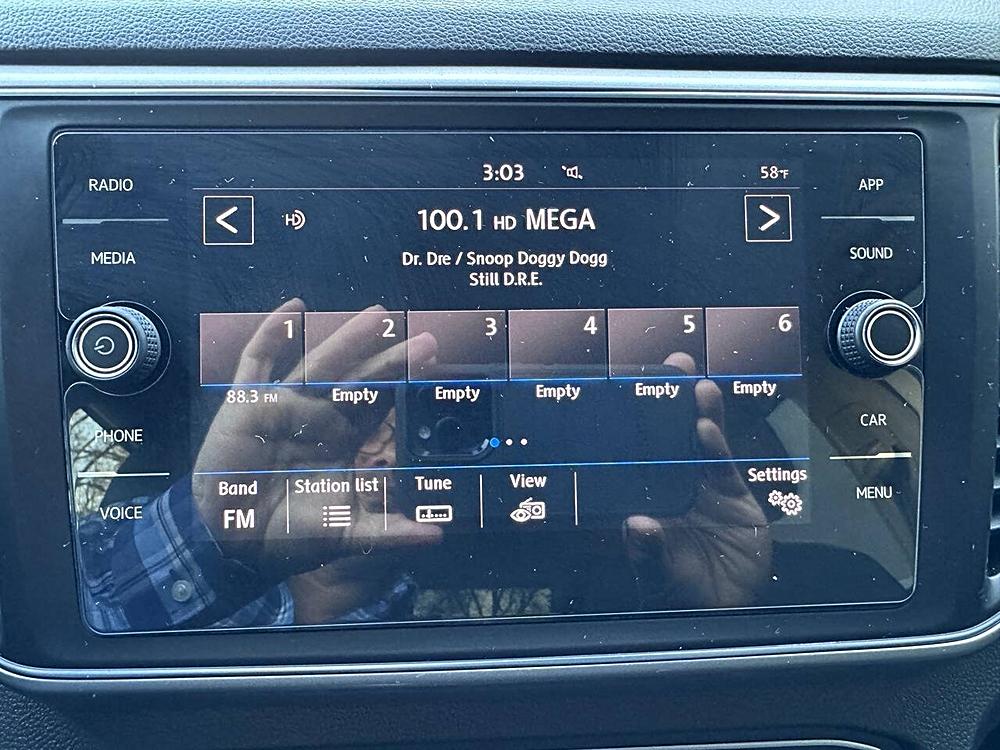 RADIO
MEDIA
PHONE
VOICE
3:03
58°F
HD 100.1 HD MEGA
Dr. Dre / Snoop Doggy Dogg
Still D.R.E.
1 2 3 4 5 6
88.3 FM Empty Empty Empty Empty Empty
Band Station list Tune View Settings
FM
APP
SOUND
CAR
MENU